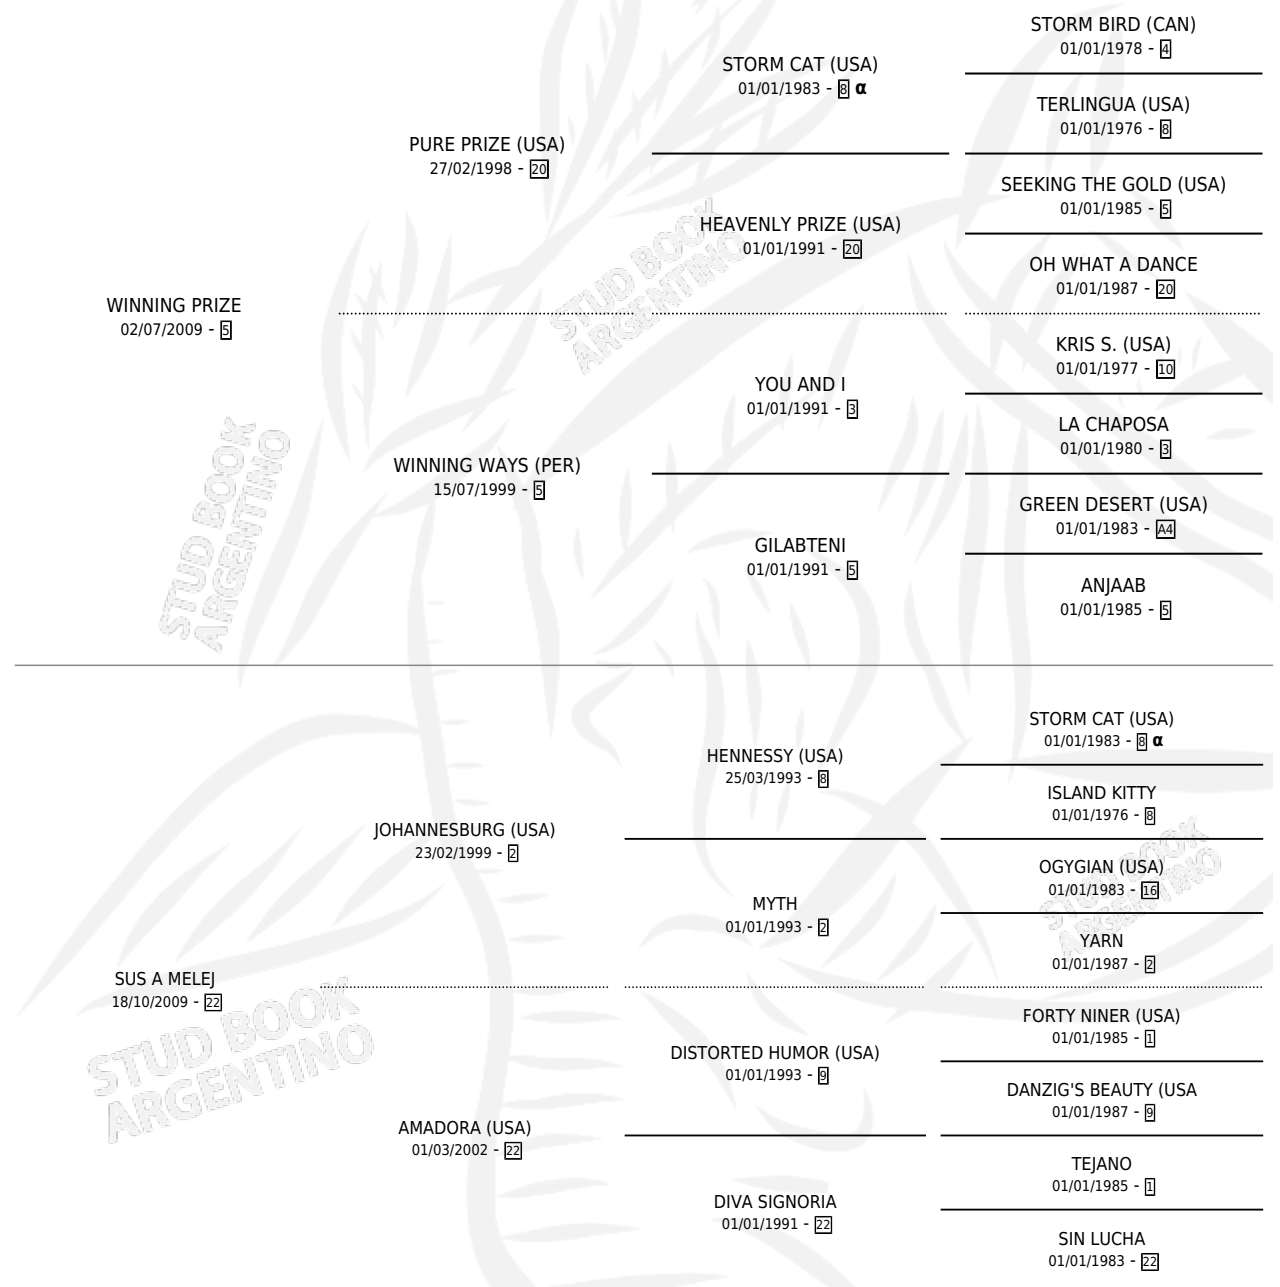 STORM BIRD (CAN)
01/01/1978 - 4
STORM CAT (USA)
01/01/1983 - 8 α
TERLINGUA (USA)
01/01/1976 - 8
PURE PRIZE (USA)
27/02/1998 - 20
SEEKING THE GOLD (USA)
01/01/1985 - 5
HEAVENLY PRIZE (USA)
01/01/1991 - 20
OH WHAT A DANCE
01/01/1987 - 20
WINNING PRIZE
02/07/2009 - 5
KRIS S. (USA)
01/01/1977 - 10
YOU AND I
01/01/1991 - 3
LA CHAPOSA
01/01/1980 - 3
WINNING WAYS (PER)
15/07/1999 - 5
GREEN DESERT (USA)
01/01/1983 - A4
GILABTENI
01/01/1991 - 5
ANJAAB
01/01/1985 - 5
STUD BOOK
ARGENTINO
STUD BOOK
ARGENTINO
STORM CAT (USA)
01/01/1983 - 8 α
HENNESSY (USA)
25/03/1993 - 8
ISLAND KITTY
01/01/1976 - 8
JOHANNESBURG (USA)
23/02/1999 - 2
OGYGIAN (USA)
01/01/1983 - 16
MYTH
01/01/1993 - 2
YARN
01/01/1987 - 2
SUS A MELEJ
18/10/2009 - 22
FORTY NINER (USA)
01/01/1985 - 1
DISTORTED HUMOR (USA)
01/01/1993 - 9
DANZIG'S BEAUTY (USA
01/01/1987 - 9
AMADORA (USA)
01/03/2002 - 22
TEJANO
01/01/1985 - 1
DIVA SIGNORIA
01/01/1991 - 22
SIN LUCHA
01/01/1983 - 22
STUD BOOK
ARGENTINO
STUD BOOK
ARGENTINO